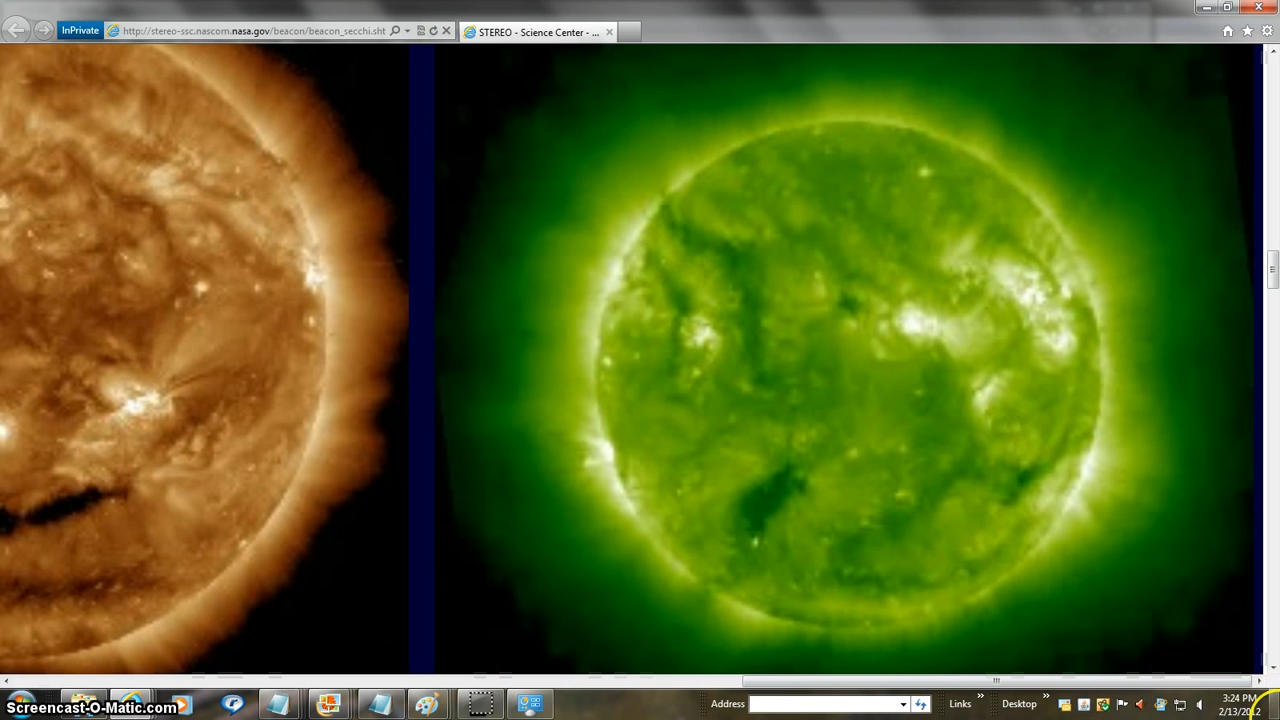 InPrivate
http://stereo-ssc.nascom.nasa.gov/beacon/beacon_secchi.sht
STEREO - Science Center - ...
Address
Links
Desktop
3:24 PM
2/13/2012
Screencast-O-Matic.com